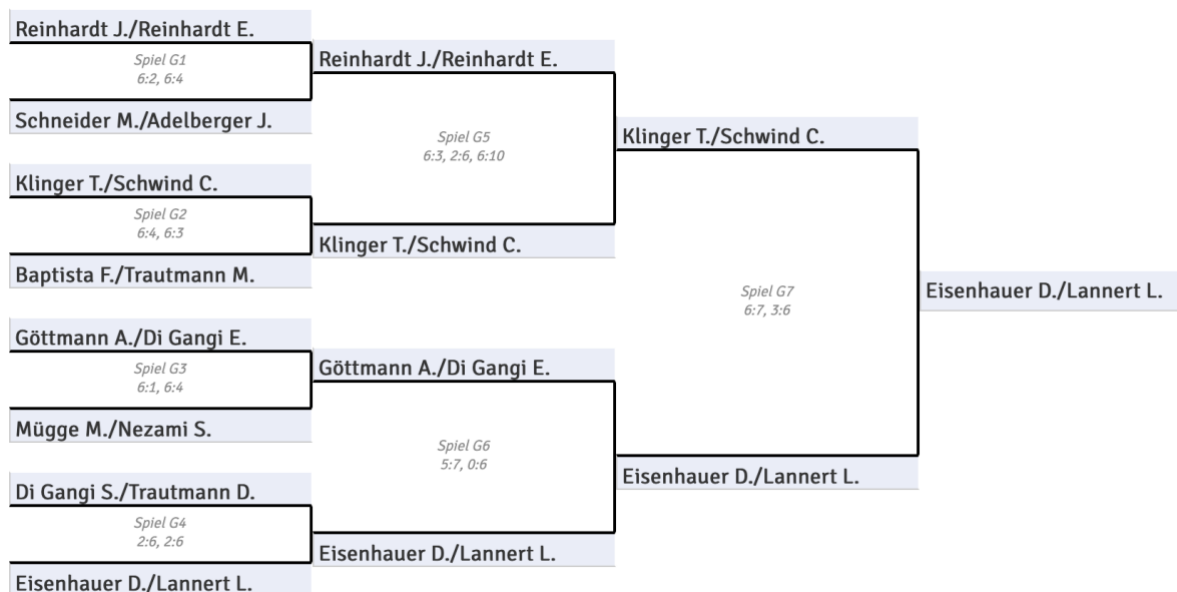 Reinhardt J./Reinhardt E.
Spiel G1
6:2, 6:4
Schneider M./Adelberger J.
Klinger T./Schwind C.
Spiel G2
6:4, 6:3
Baptista F./Trautmann M.
Göttmann A./Di Gangi E.
Spiel G3
6:1, 6:4
Mügge M./Nezami S.
Di Gangi S./Trautmann D.
Spiel G4
2:6, 2:6
Eisenhauer D./Lannert L.
Reinhardt J./Reinhardt E.
Spiel G5
6:3, 2:6, 6:10
Klinger T./Schwind C.
Göttmann A./Di Gangi E.
Spiel G6
5:7, 0:6
Eisenhauer D./Lannert L.
Klinger T./Schwind C.
Spiel G7
6:7, 3:6
Eisenhauer D./Lannert L.
Eisenhauer D./Lannert L.